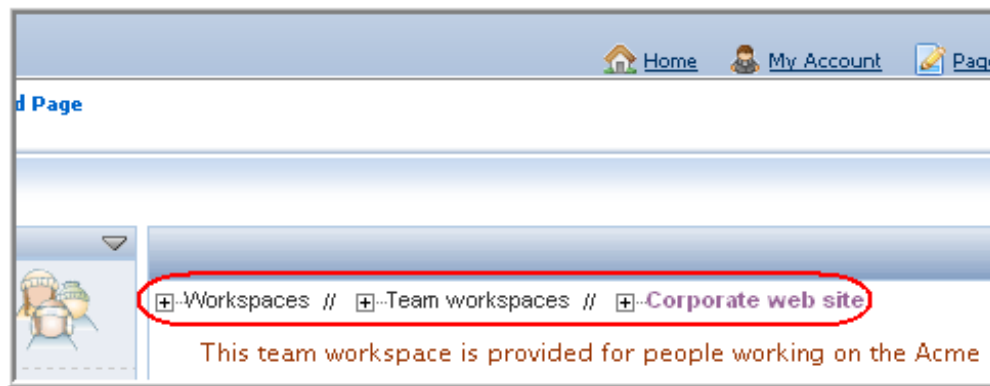 Home My Account Page
d Page
Workspaces // Team workspaces // Corporate web site
This team workspace is provided for people working on the Acme